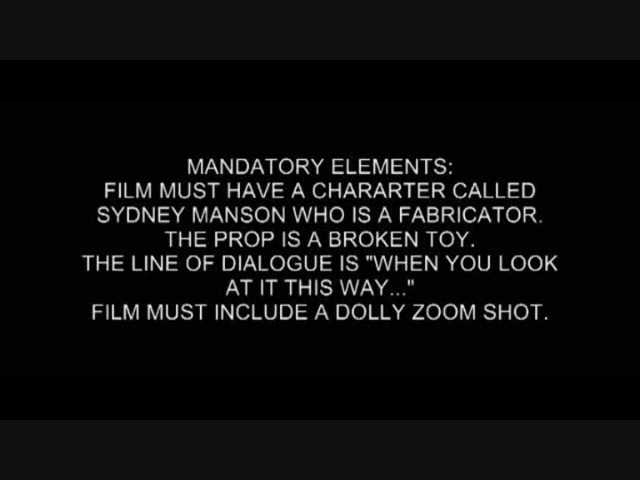 MANDATORY ELEMENTS:
FILM MUST HAVE A CHARARTER CALLED
SYDNEY MANSON WHO IS A FABRICATOR.
THE PROP IS A BROKEN TOY.
THE LINE OF DIALOGUE IS "WHEN YOU LOOK
AT IT THIS WAY..."
FILM MUST INCLUDE A DOLLY ZOOM SHOT.